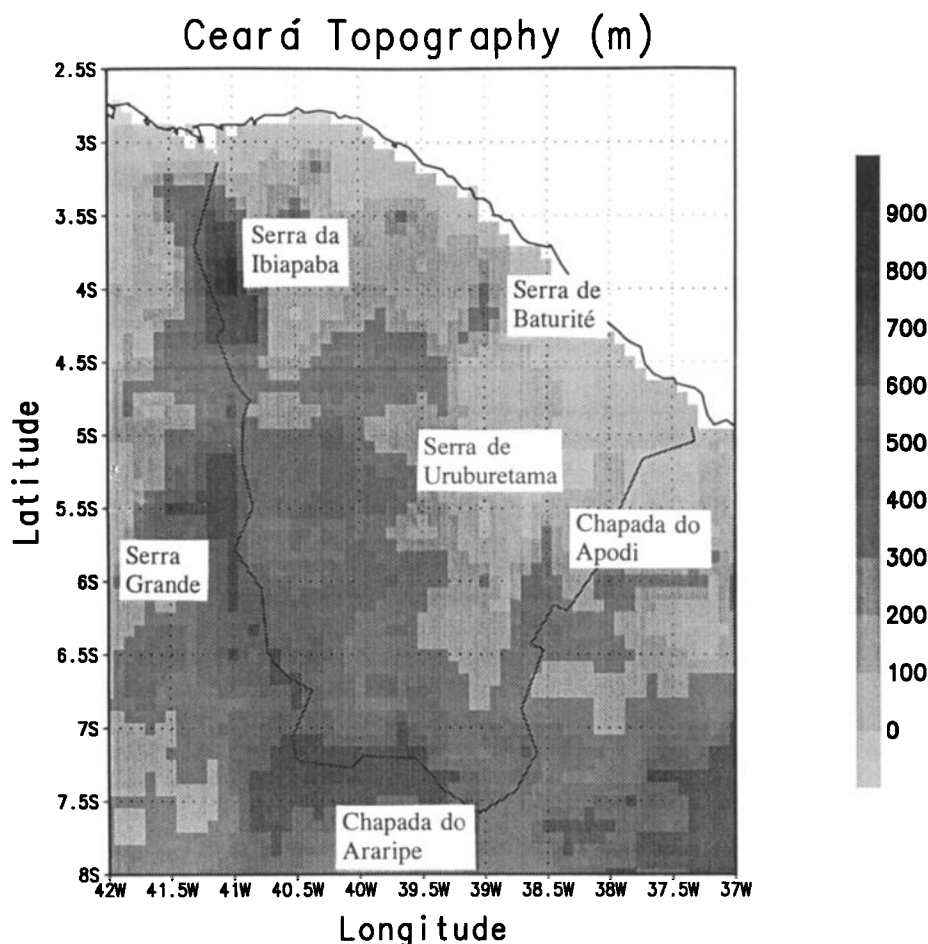 Ceará Topography (m)
2.5S
3S
3.5S
4S
4.5S
5S
5.5S
6S
6.5S
7S
7.5S
8S
Latitude
Serra da
Ibiapaba
Serra de
Baturité
Serra de
Uruburetama
Chapada do
Apodi
Serra
Grande
Chapada do
Araripe
42W 41.5W 41W 40.5W 40W 39.5W 39W 38.5W 38W 37.5W 37W
Longitude
900
800
700
600
500
400
300
200
100
0